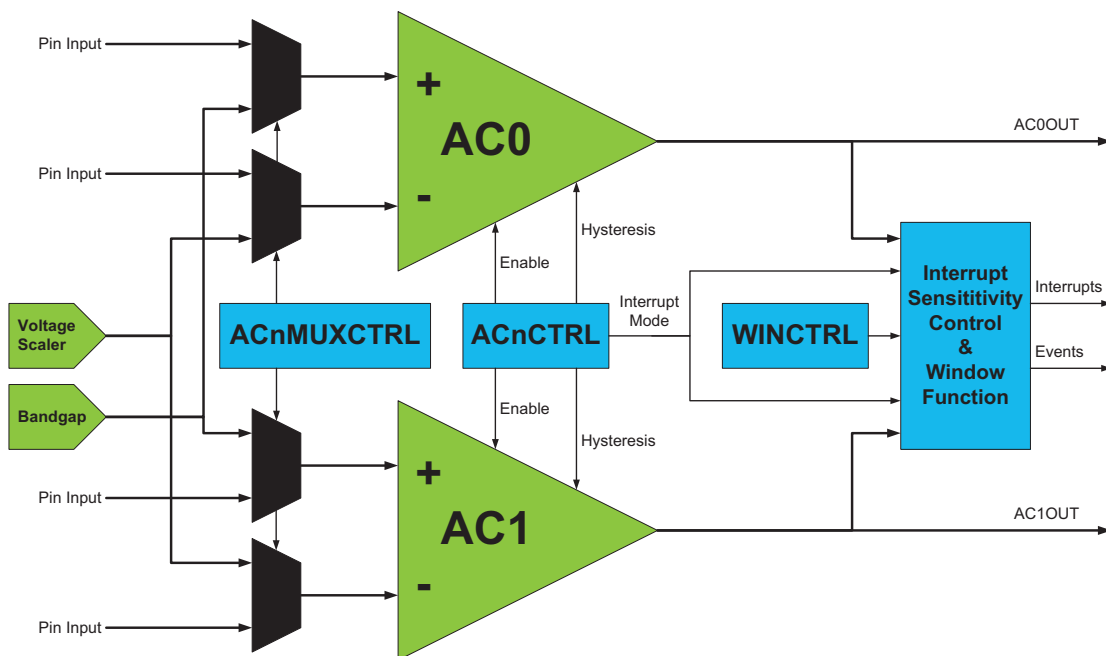 Pin Input
+
AC0
-
AC0OUT
Pin Input
Hysteresis
Enable
Voltage
Scaler
ACnMUXCTRL
ACnCTRL
Interrupt
Mode
WINCTRL
Interrupt
Sensititivity
Control
&
Window
Function
Interrupts
Events
Bandgap
Enable
Hysteresis
Pin Input
+
AC1
-
AC1OUT
Pin Input